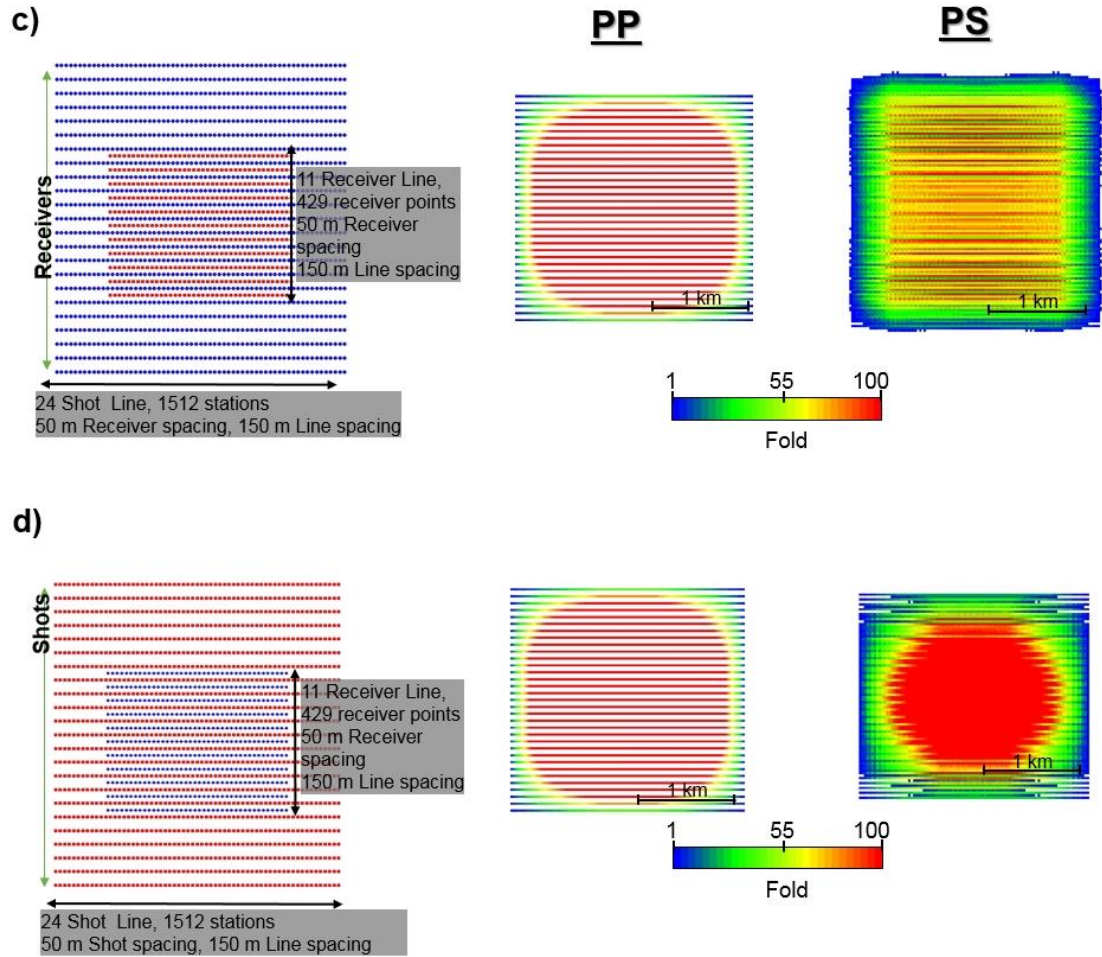 c)
PP
PS
Receivers
11 Receiver Line,
429 receiver points
50 m Receiver
spacing
150 m Line spacing
1 km
1 km
24 Shot Line, 1512 stations
50 m Receiver spacing, 150 m Line spacing
1 55 100
Fold
d)
Shots
11 Receiver Line,
429 receiver points
50 m Receiver
spacing
150 m Line spacing
1 km
1 km
24 Shot Line, 1512 stations
50 m Shot spacing, 150 m Line spacing
1 55 100
Fold